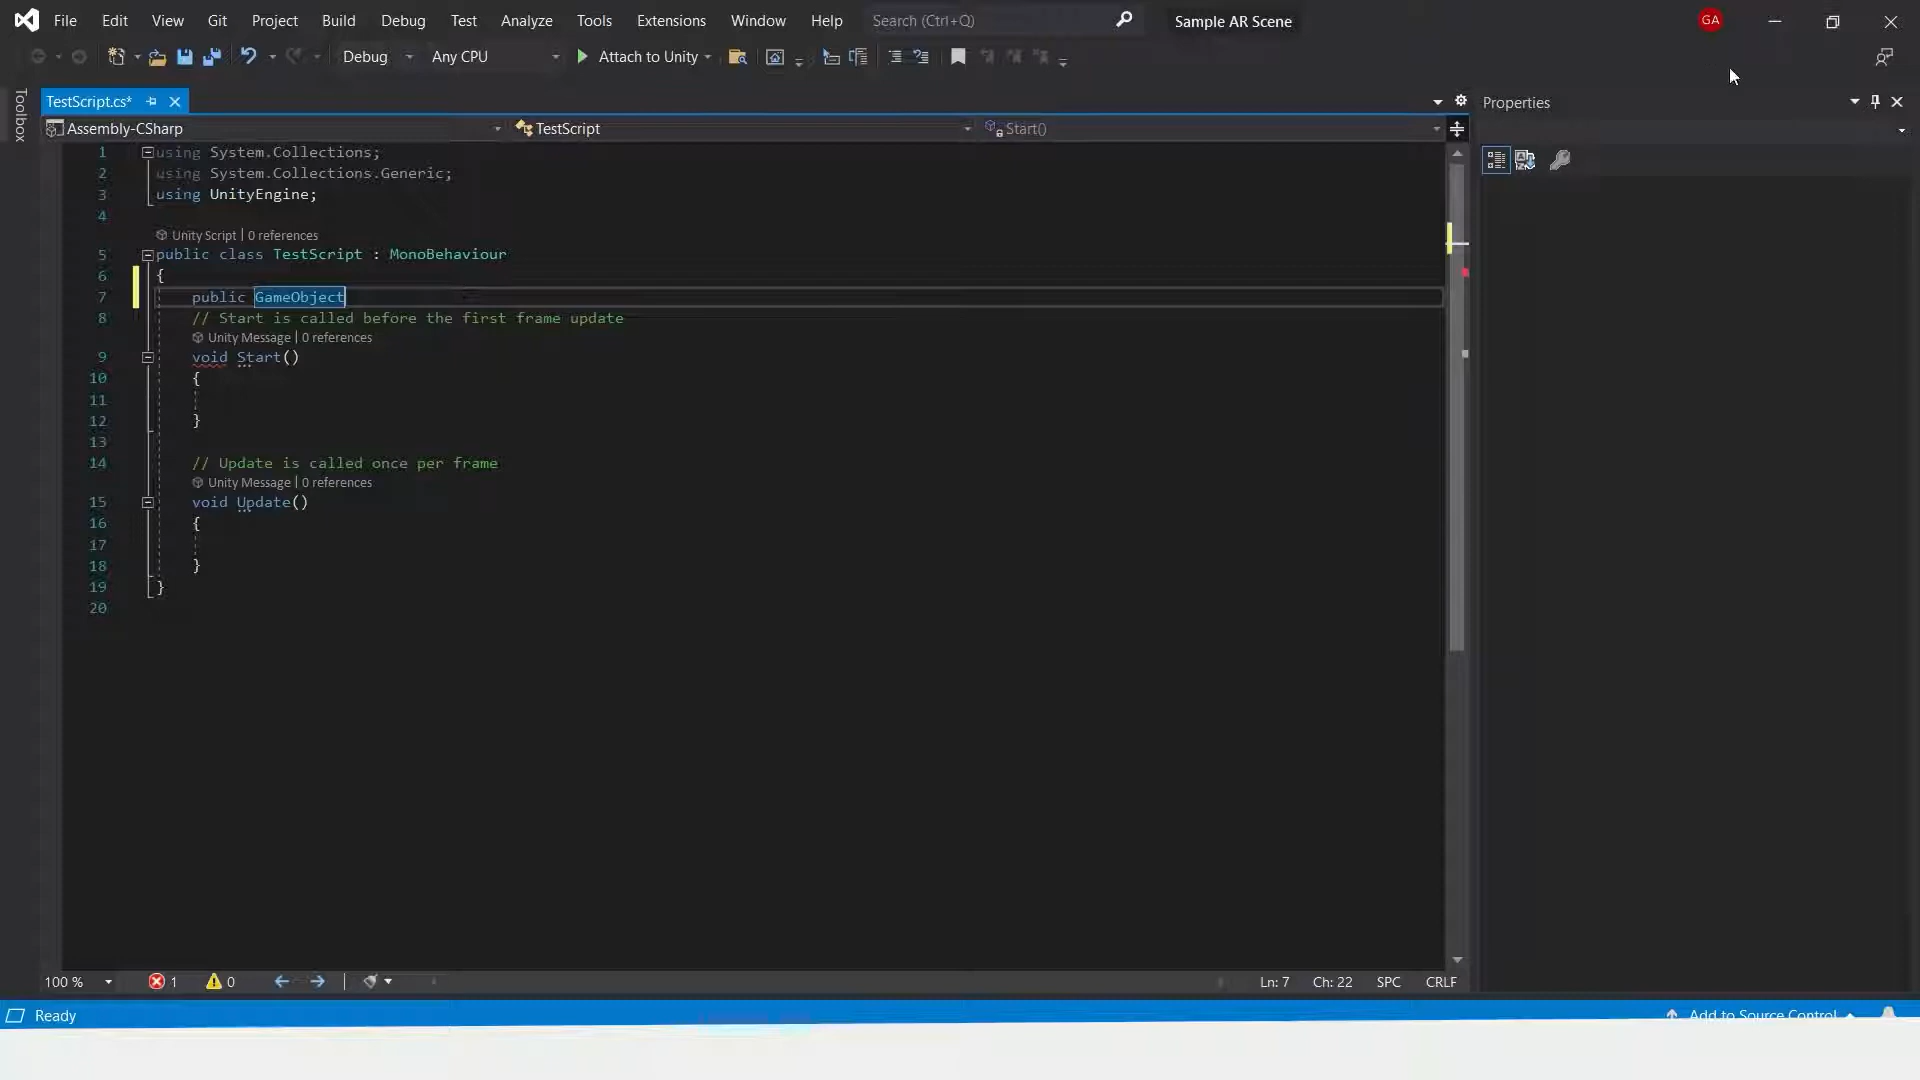 File Edit View Git Project Build Debug Test Analyze Tools Extensions Window Help Search (Ctrl+Q) Sample AR Scene GA
Debug Any CPU Attach to Unity
Toolbox
TestScript.cs*
Properties
Assembly-CSharp TestScript Start()
1 using System.Collections;
2 using System.Collections.Generic;
3 using UnityEngine;
4
Unity Script | 0 references
5 public class TestScript : MonoBehaviour
6 {
7 public GameObject
8 // Start is called before the first frame update
Unity Message | 0 references
9 void Start()
10 {
11
12 }
13
14 // Update is called once per frame
Unity Message | 0 references
15 void Update()
16 {
17
18 }
19 }
20
100 % 1 0 Ln: 7 Ch: 22 SPC CRLF
Ready Add to Source Control